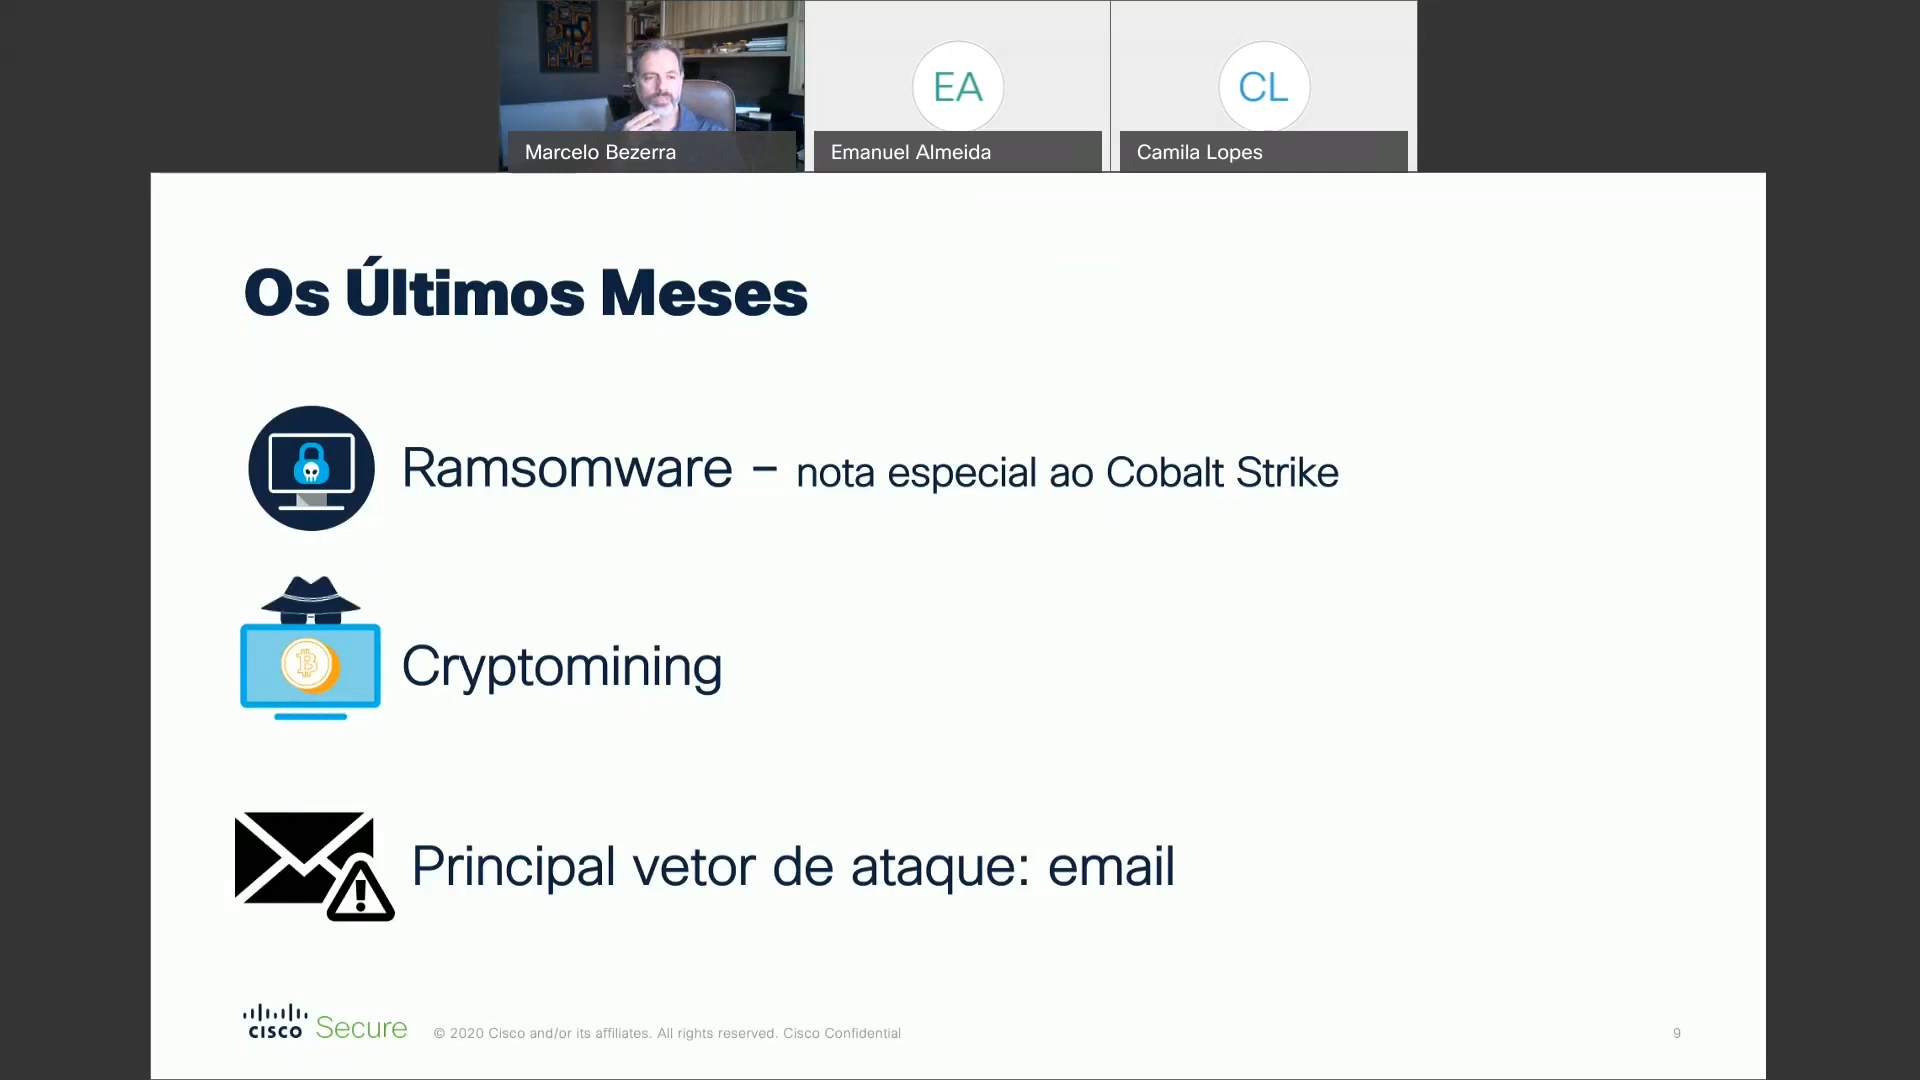 EA
CL
Marcelo Bezerra
Emanuel Almeida
Camila Lopes
Os Últimos Meses
Ramsomware – nota especial ao Cobalt Strike
Cryptomining
Principal vetor de ataque: email
cisco Secure
© 2020 Cisco and/or its affiliates. All rights reserved. Cisco Confidential
9